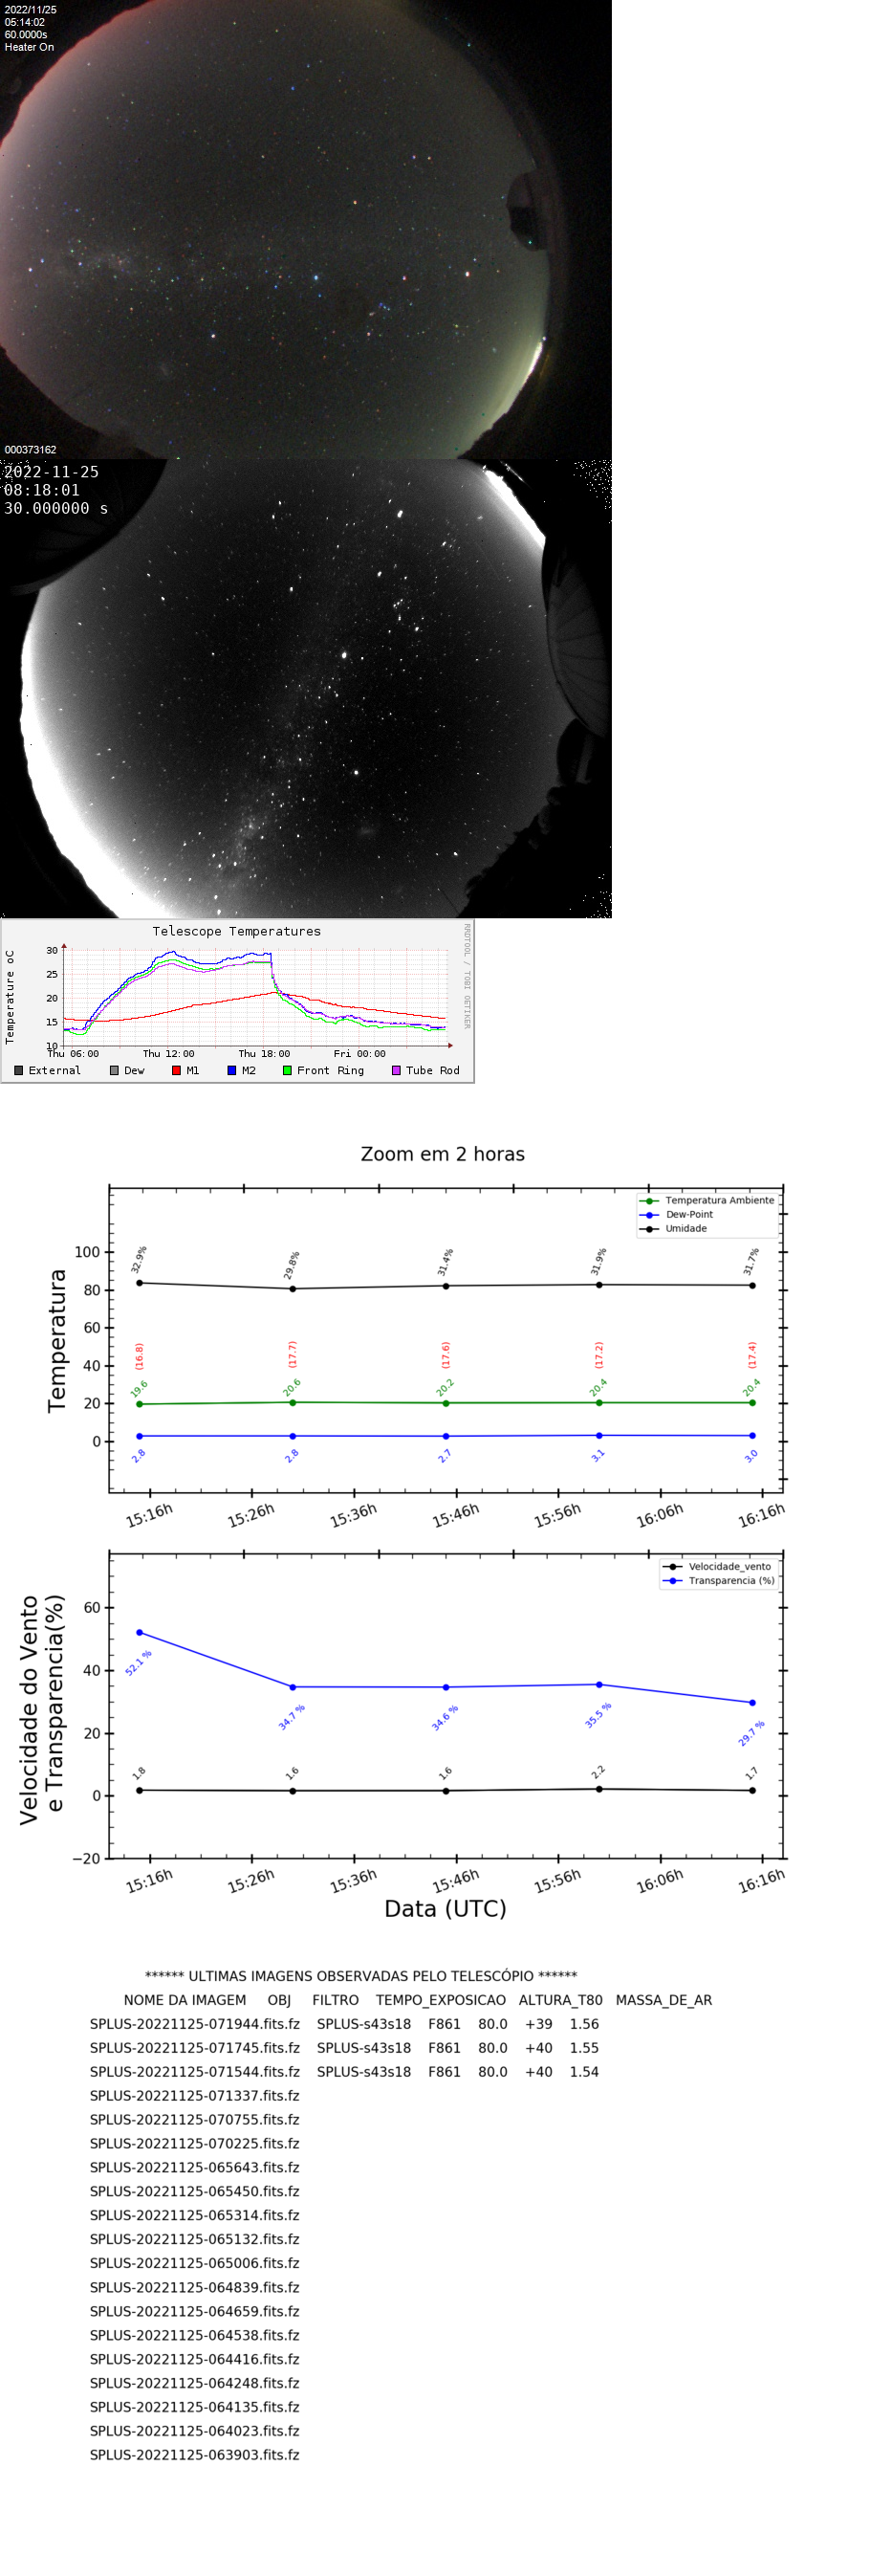 2022/11/25
05:14:02
60.0000s
Heater On
000373162
2022-11-25
08:18:01
30.000000 s
Telescope Temperatures
RRDTOOL / TOBI OETIKER
Temperature oC
30
25
20
15
10
Thu 06:00 Thu 12:00 Thu 18:00 Fri 00:00
External Dew M1 M2 Front Ring Tube Rod
Zoom em 2 horas
Temperatura Ambiente
Dew-Point
Umidade
Temperatura
100
80
60
40
20
0
32.9% 29.8% 31.4% 31.9% 31.7%
(16.8) (17.7) (17.6) (17.2) (17.4)
19.6 20.6 20.2 20.4 20.4
2.8 2.8 2.7 3.1 3.0
15:16h 15:26h 15:36h 15:46h 15:56h 16:06h 16:16h
Velocidade_vento
Transparencia (%)
Velocidade do Vento
e Transparencia(%)
60
40
20
0
−20
52.1 % 34.7 % 34.6 % 35.5 % 29.7 %
1.8 1.6 1.6 2.2 1.7
15:16h 15:26h 15:36h 15:46h 15:56h 16:06h 16:16h
Data (UTC)
****** ULTIMAS IMAGENS OBSERVADAS PELO TELESCÓPIO ******
NOME DA IMAGEM OBJ FILTRO TEMPO_EXPOSICAO ALTURA_T80 MASSA_DE_AR
SPLUS-20221125-071944.fits.fz SPLUS-s43s18 F861 80.0 +39 1.56
SPLUS-20221125-071745.fits.fz SPLUS-s43s18 F861 80.0 +40 1.55
SPLUS-20221125-071544.fits.fz SPLUS-s43s18 F861 80.0 +40 1.54
SPLUS-20221125-071337.fits.fz
SPLUS-20221125-070755.fits.fz
SPLUS-20221125-070225.fits.fz
SPLUS-20221125-065643.fits.fz
SPLUS-20221125-065450.fits.fz
SPLUS-20221125-065314.fits.fz
SPLUS-20221125-065132.fits.fz
SPLUS-20221125-065006.fits.fz
SPLUS-20221125-064839.fits.fz
SPLUS-20221125-064659.fits.fz
SPLUS-20221125-064538.fits.fz
SPLUS-20221125-064416.fits.fz
SPLUS-20221125-064248.fits.fz
SPLUS-20221125-064135.fits.fz
SPLUS-20221125-064023.fits.fz
SPLUS-20221125-063903.fits.fz